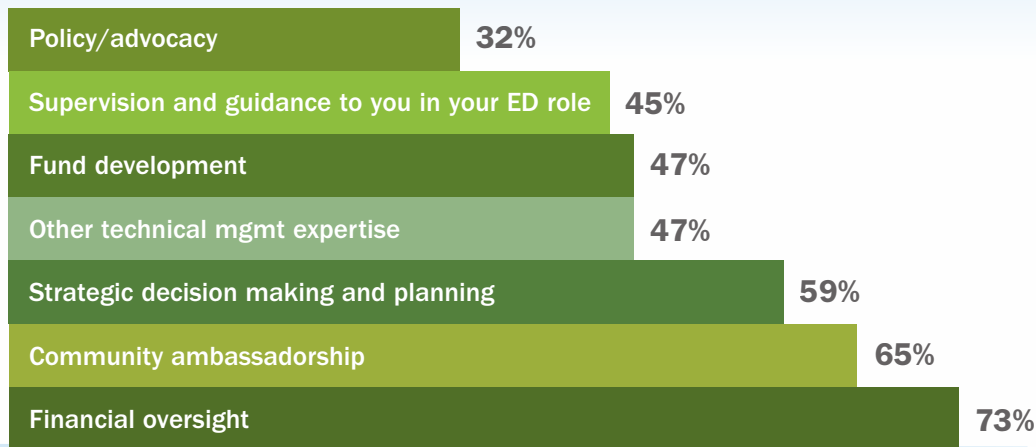 Policy/advocacy 32%
Supervision and guidance to you in your ED role 45%
Fund development 47%
Other technical mgmt expertise 47%
Strategic decision making and planning 59%
Community ambassadorship 65%
Financial oversight 73%